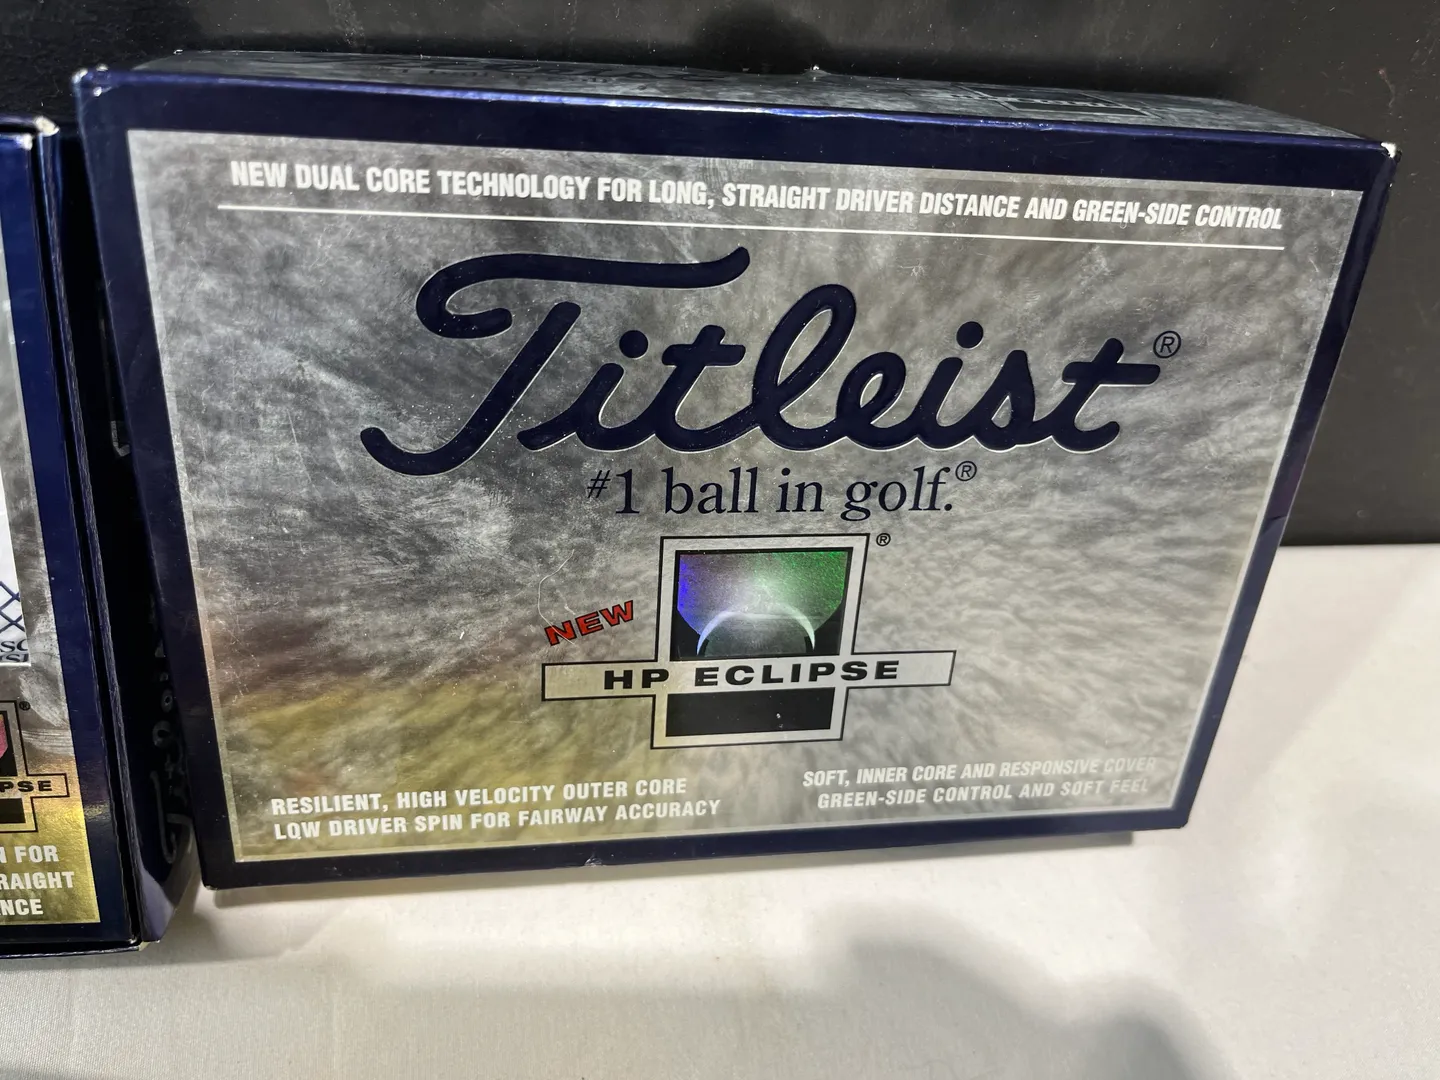 NEW DUAL CORE TECHNOLOGY FOR LONG, STRAIGHT DRIVER DISTANCE AND GREEN-SIDE CONTROL
Titleist®
#1 ball in golf.®
®
NEW
HP ECLIPSE
RESILIENT, HIGH VELOCITY OUTER CORE
LOW DRIVER SPIN FOR FAIRWAY ACCURACY
SOFT, INNER CORE AND RESPONSIVE COVER
GREEN-SIDE CONTROL AND SOFT FEEL
®
PSE
FOR
RAIGHT
NCE